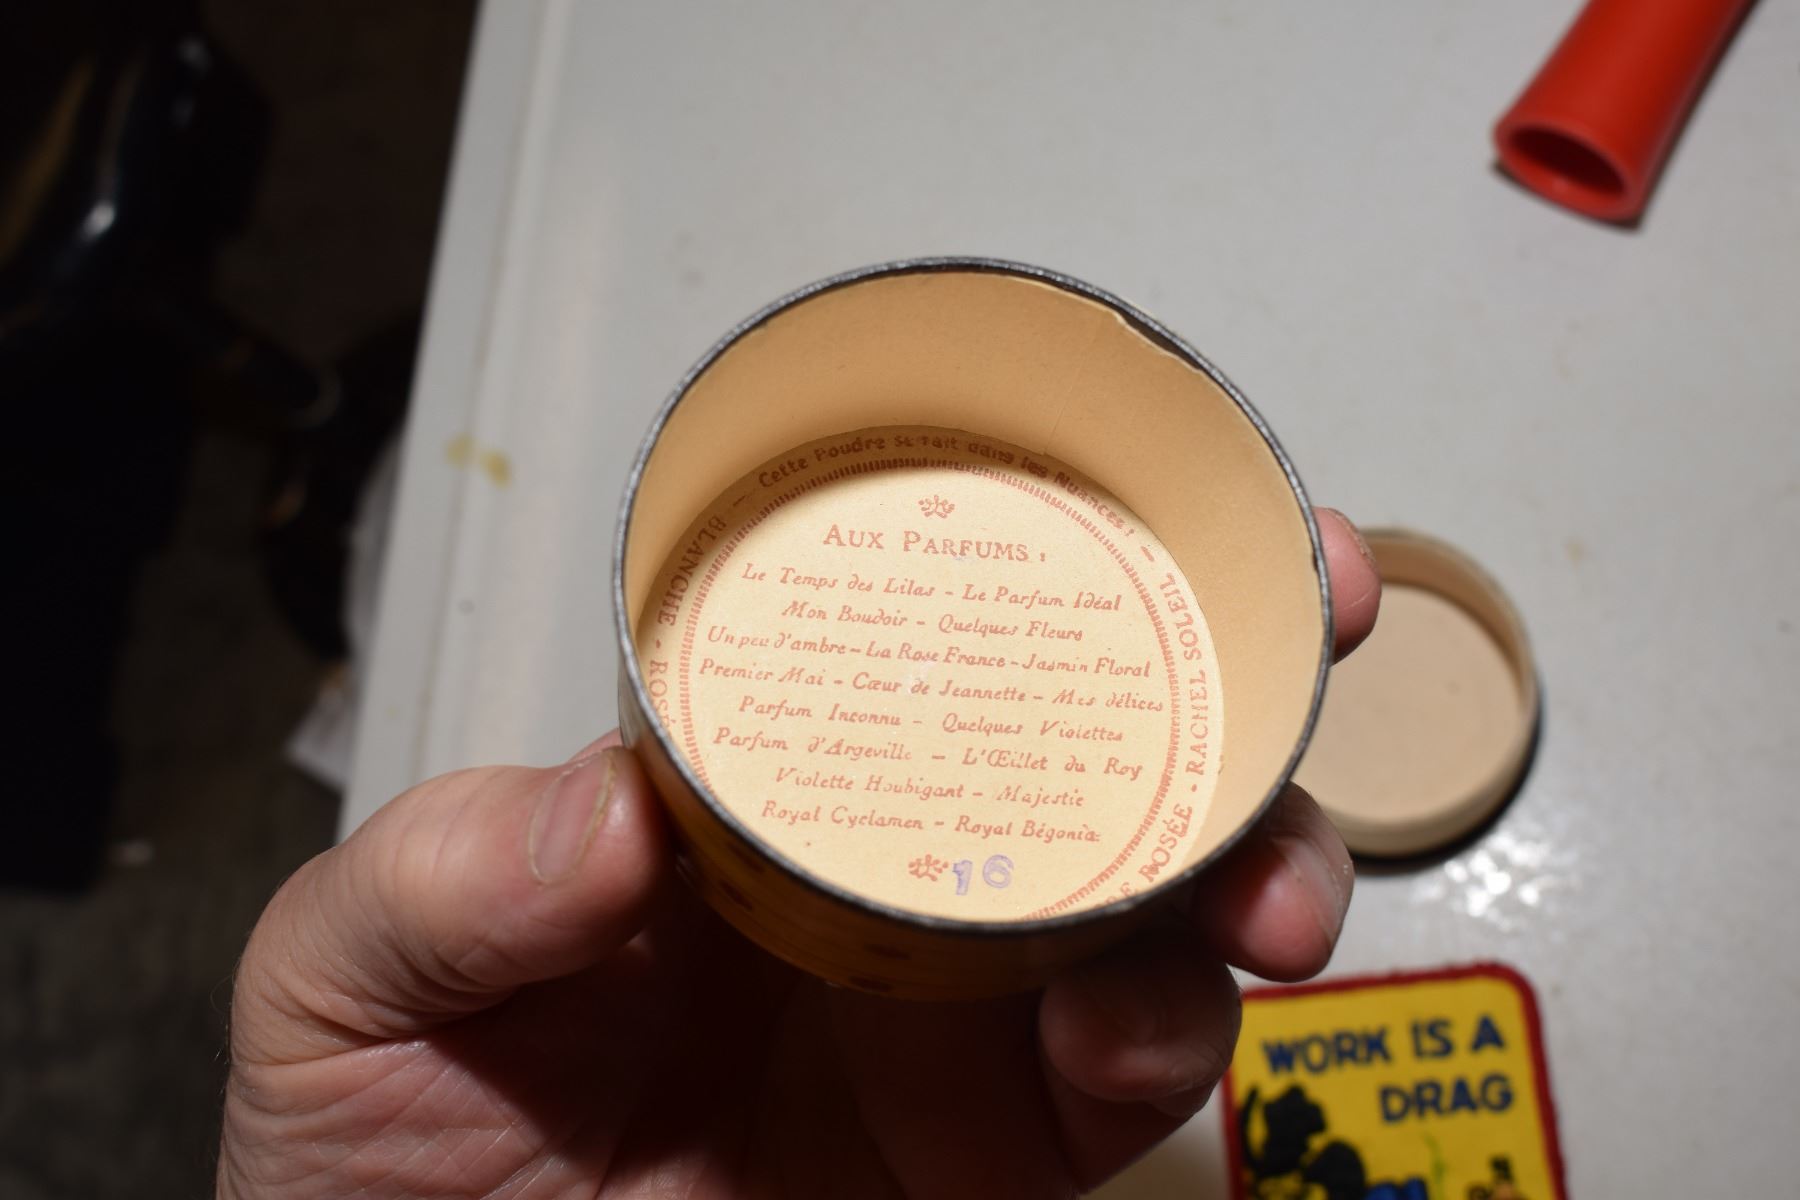 Cette Poudre se fait dans les Nuances : —
BLANCHE - ROSÉE
RACHEL SOLEIL
ROSÉE - RACHEL
AUX PARFUMS :
Le Temps des Lilas - Le Parfum Idéal
Mon Boudoir - Quelques Fleurs
Un peu d'ambre - La Rose France - Jasmin Floral
Premier Mai - Cœur de Jeannette - Mes délices
Parfum Inconnu - Quelques Violettes
Parfum d'Argeville - L'Œillet du Roy
Violette Houbigant - Majestic
Royal Cyclamen - Royal Bégonia
16
WORK IS A
DRAG